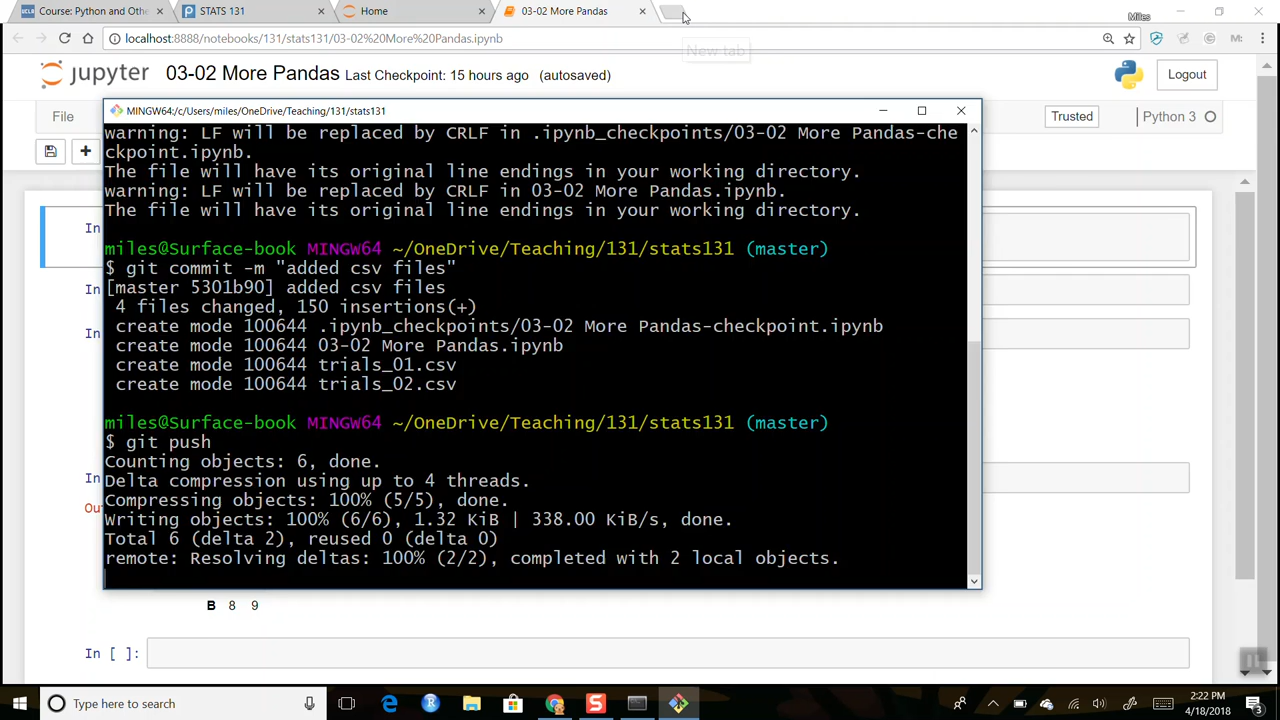 Course: Python and Oth
STATS 131
Home
03-02 More Pandas
Miles
localhost:8888/notebooks/131/stats131/03-02%20More%20Pandas.ipynb
New tab
jupyter 03-02 More Pandas Last Checkpoint: 15 hours ago (autosaved)
Logout
File
Trusted
Python 3
MINGW64:/c/Users/miles/OneDrive/Teaching/131/stats131
warning: LF will be replaced by CRLF in .ipynb_checkpoints/03-02 More Pandas-che
ckpoint.ipynb.
The file will have its original line endings in your working directory.
warning: LF will be replaced by CRLF in 03-02 More Pandas.ipynb.
The file will have its original line endings in your working directory.
miles@Surface-book MINGW64 ~/OneDrive/Teaching/131/stats131 (master)
$ git commit -m "added csv files"
[master 5301b90] added csv files
4 files changed, 150 insertions(+)
create mode 100644 .ipynb_checkpoints/03-02 More Pandas-checkpoint.ipynb
create mode 100644 03-02 More Pandas.ipynb
create mode 100644 trials_01.csv
create mode 100644 trials_02.csv
miles@Surface-book MINGW64 ~/OneDrive/Teaching/131/stats131 (master)
$ git push
Counting objects: 6, done.
Delta compression using up to 4 threads.
Compressing objects: 100% (5/5), done.
Writing objects: 100% (6/6), 1.32 KiB | 338.00 KiB/s, done.
Total 6 (delta 2), reused 0 (delta 0)
remote: Resolving deltas: 100% (2/2), completed with 2 local objects.
In
In
In
In
Ou
B 8 9
In [ ]:
Type here to search
2:22 PM
4/18/2018